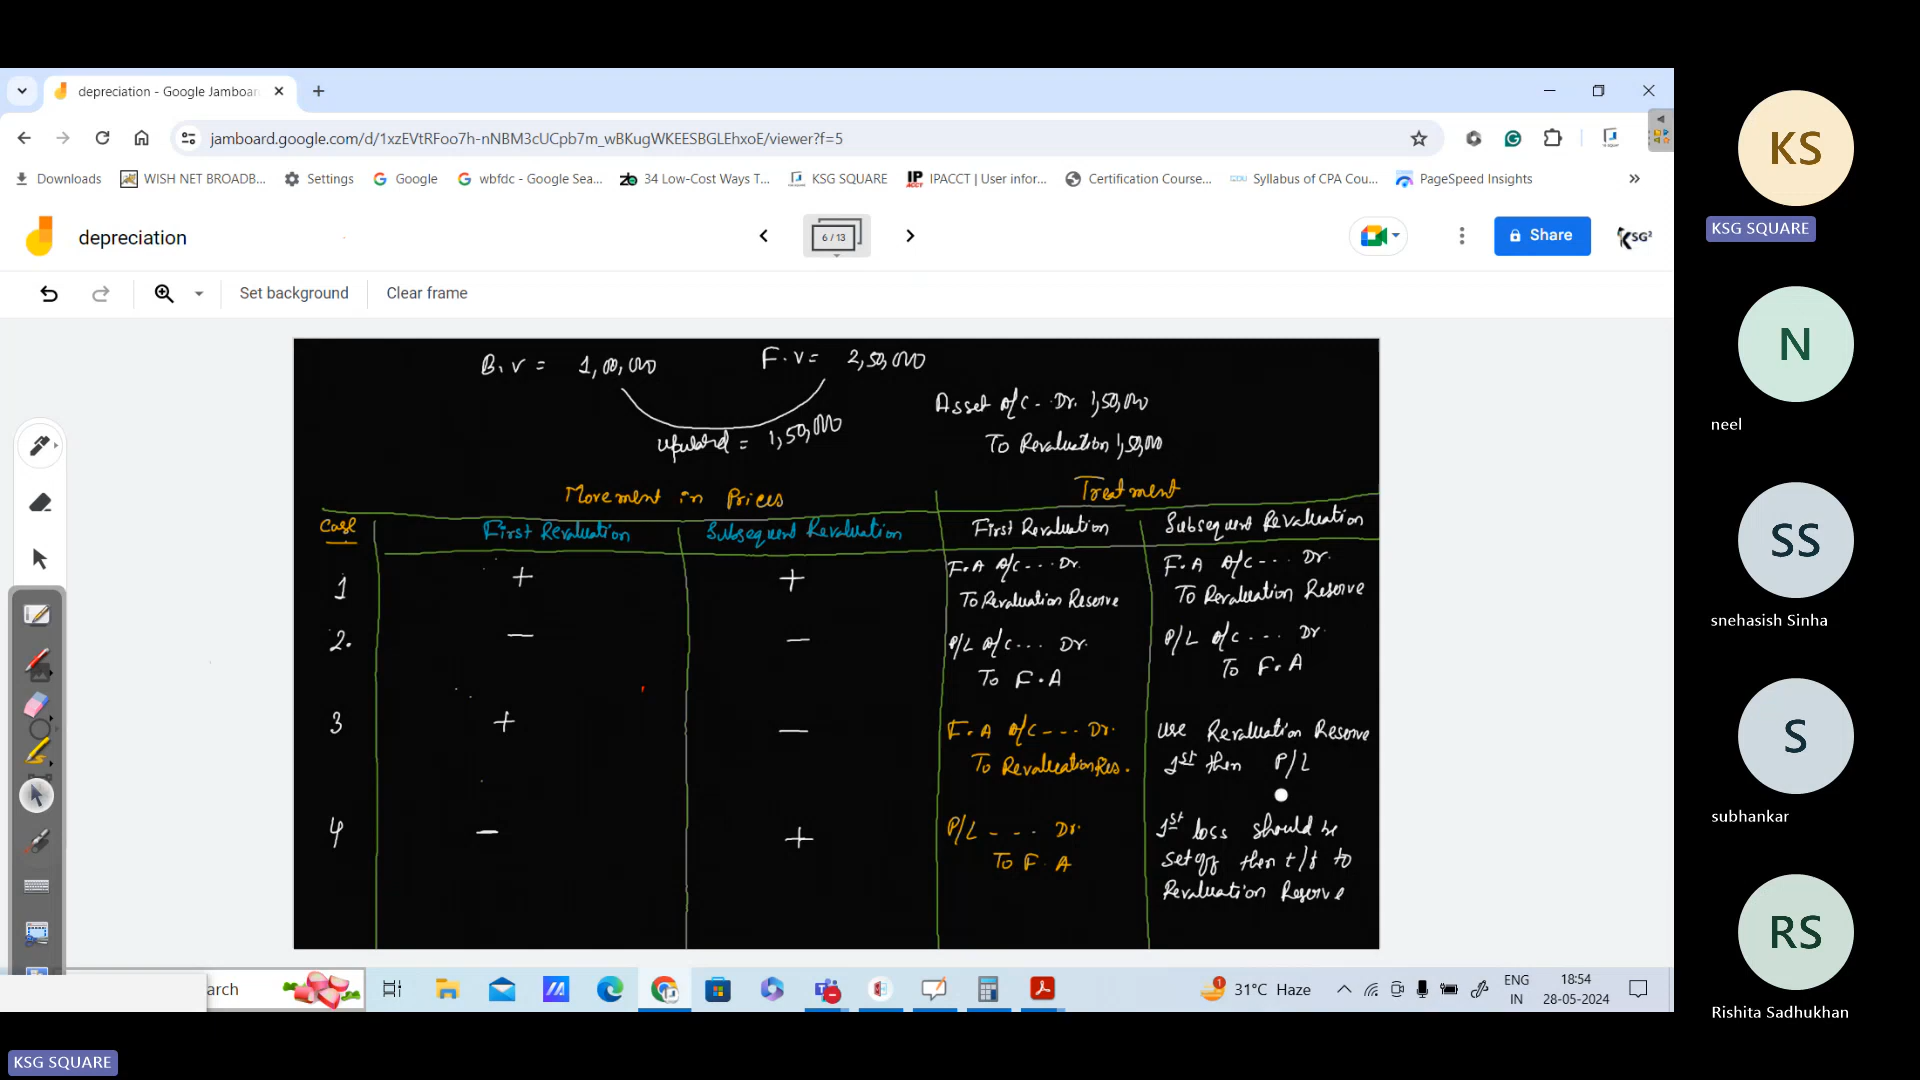 depreciation - Google Jamboar
jamboard.google.com/d/1xzEVtRFoo7h-nNBM3cUCpb7m_wBKugWKEESBGLEhxoE/viewer?f=5
Downloads WISH NET BROADB... Settings Google wbfdc - Google Sea... 34 Low-Cost Ways T... KSG SQUARE IPACCT | User infor... Certification Course... Syllabus of CPA Cou... PageSpeed Insights
depreciation 6 / 13 Share KSG²
Set background Clear frame
B.V = 1,00,000 F.V = 2,50,000
upward = 1,50,000
Asset A/C -- Dr. 1,50,000
To Revaluation 1,50,000
Movement in Prices Treatment
Case First Revaluation Subsequent Revaluation First Revaluation Subsequent Revaluation
1 + + F.A A/C --- Dr. F.A A/C --- Dr.
To Revaluation Reserve To Revaluation Reserve
2. — — P/L A/C --- Dr. P/L A/C --- Dr.
To F.A To F.A
3 + — F.A A/C --- Dr. Use Revaluation Reserve
To Revaluation Res. 1st then P/L
4 — + P/L --- Dr. 1st loss should be
To F.A Set off then t/f to
Revaluation Reserve
arch 31°C Haze ENG IN 18:54 28-05-2024
KS
KSG SQUARE
N
neel
SS
snehasish Sinha
S
subhankar
RS
Rishita Sadhukhan
KSG SQUARE